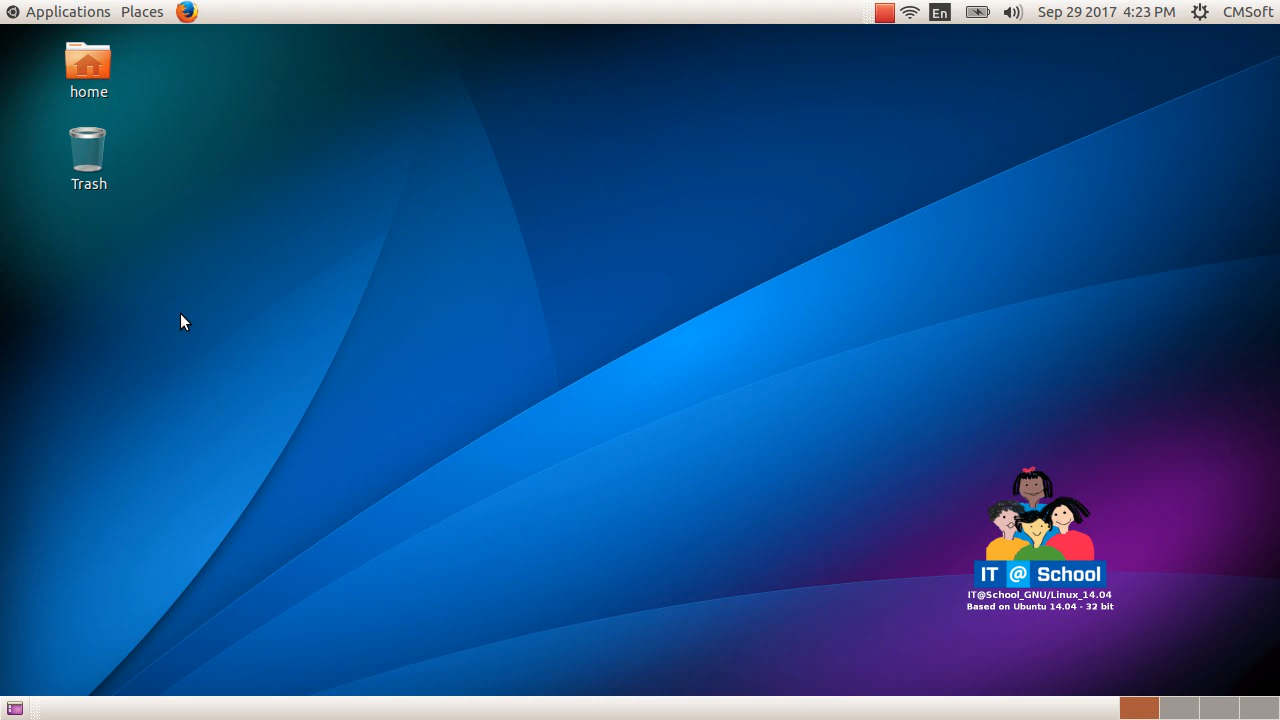 Applications Places En Sep 29 2017 4:23 PM CMSoft
home
Trash
IT @ School
IT@School_GNU/Linux_14.04
Based on Ubuntu 14.04 - 32 bit